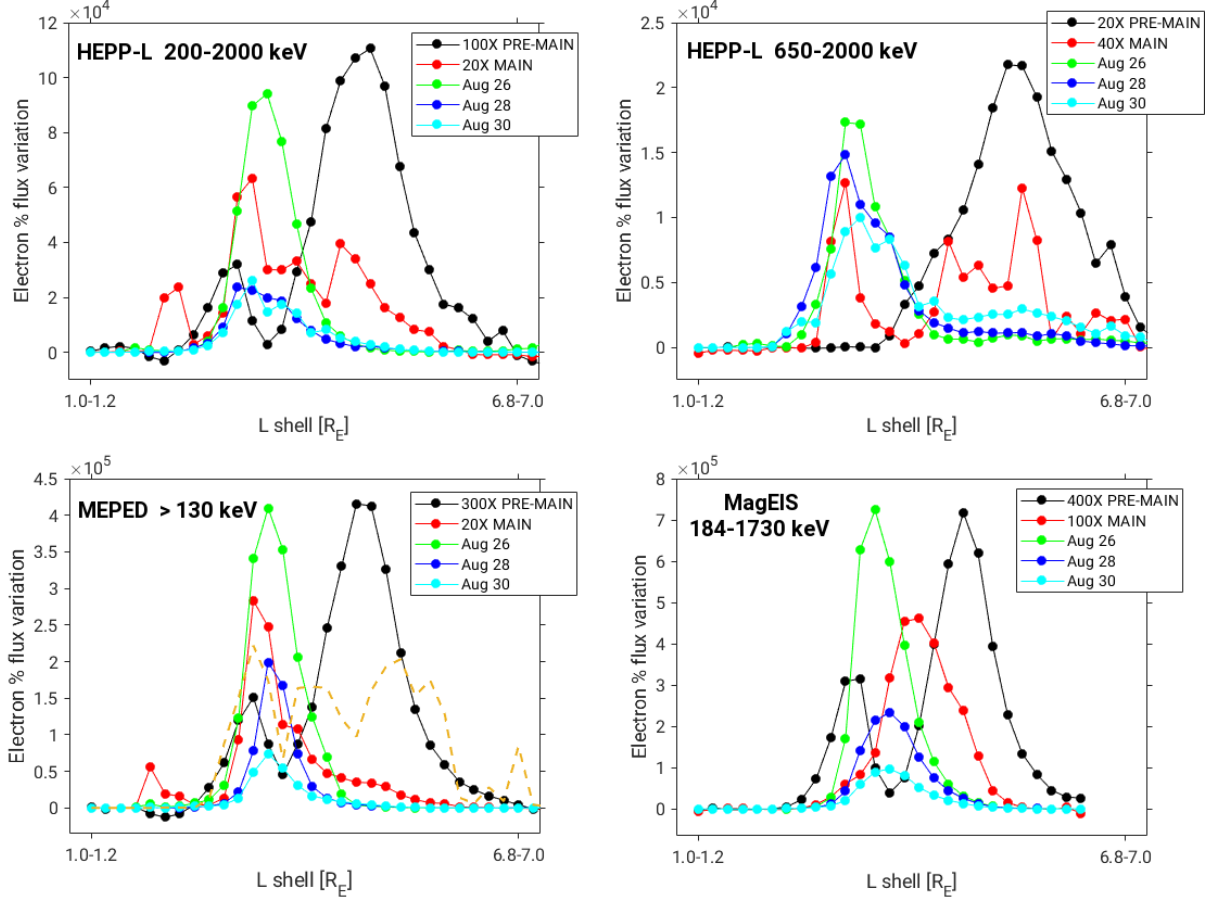 ×10⁴
12
10
8
6
4
2
0
Electron % flux variation
HEPP-L 200-2000 keV
100X PRE-MAIN
20X MAIN
Aug 26
Aug 28
Aug 30
1.0-1.2
6.8-7.0
L shell [R_E]
×10⁴
2.5
2
1.5
1
0.5
0
Electron % flux variation
HEPP-L 650-2000 keV
20X PRE-MAIN
40X MAIN
Aug 26
Aug 28
Aug 30
1.0-1.2
6.8-7.0
L shell [R_E]
×10⁵
4.5
4
3.5
3
2.5
2
1.5
1
0.5
0
Electron % flux variation
MEPED > 130 keV
300X PRE-MAIN
20X MAIN
Aug 26
Aug 28
Aug 30
1.0-1.2
6.8-7.0
L shell [R_E]
×10⁵
8
7
6
5
4
3
2
1
0
Electron % flux variation
MagEIS
184-1730 keV
400X PRE-MAIN
100X MAIN
Aug 26
Aug 28
Aug 30
1.0-1.2
6.8-7.0
L shell [R_E]